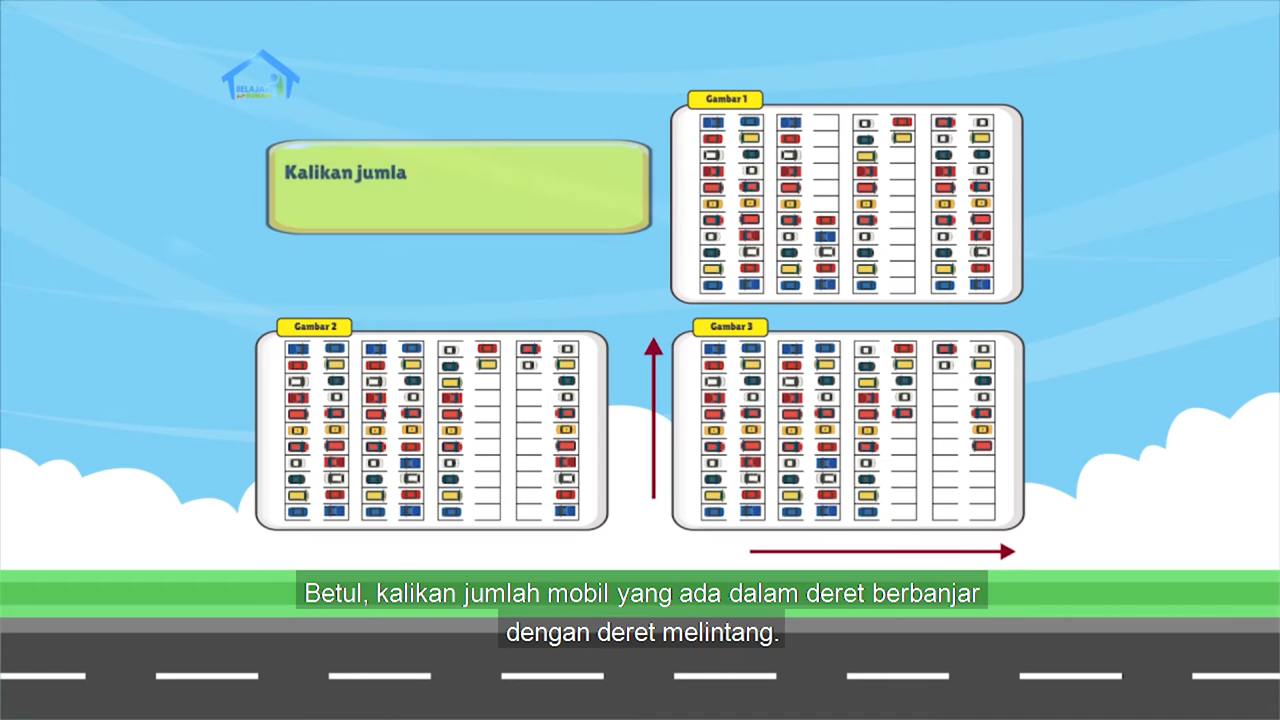 BELAJAR
Gambar 1
Kalikan jumla
Gambar 2
Gambar 3
Betul, kalikan jumlah mobil yang ada dalam deret berbanjar
dengan deret melintang.